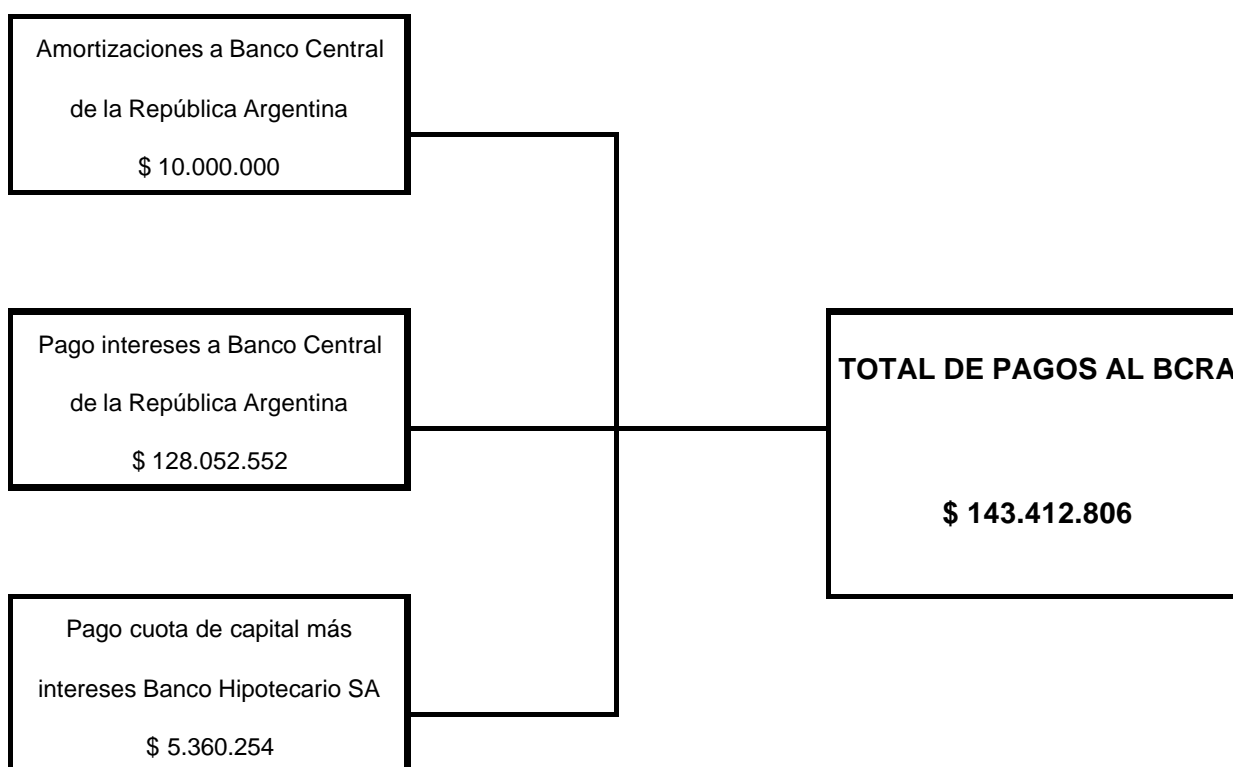 Amortizaciones a Banco Central
de la República Argentina
$ 10.000.000
Pago intereses a Banco Central
de la República Argentina
$ 128.052.552
Pago cuota de capital más
intereses Banco Hipotecario SA
$ 5.360.254
TOTAL DE PAGOS AL BCRA
$ 143.412.806